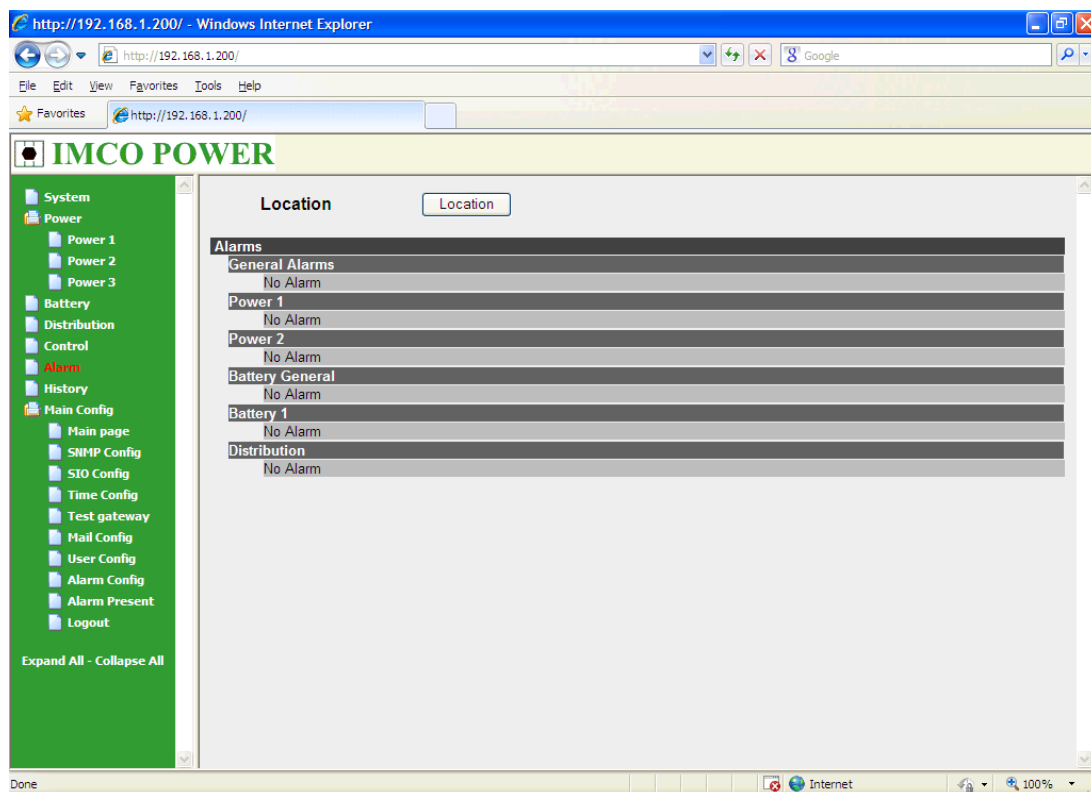 http://192.168.1.200/ - Windows Internet Explorer
http://192.168.1.200/
Google
File Edit View Favorites Tools Help
Favorites
http://192.168.1.200/
IMCO POWER
System
Power
Power 1
Power 2
Power 3
Battery
Distribution
Control
Alarm
History
Main Config
Main page
SNMP Config
SIO Config
Time Config
Test gateway
Mail Config
User Config
Alarm Config
Alarm Present
Logout
Expand All - Collapse All
Location Location
Alarms
General Alarms
No Alarm
Power 1
No Alarm
Power 2
No Alarm
Battery General
No Alarm
Battery 1
No Alarm
Distribution
No Alarm
Done Internet 100%